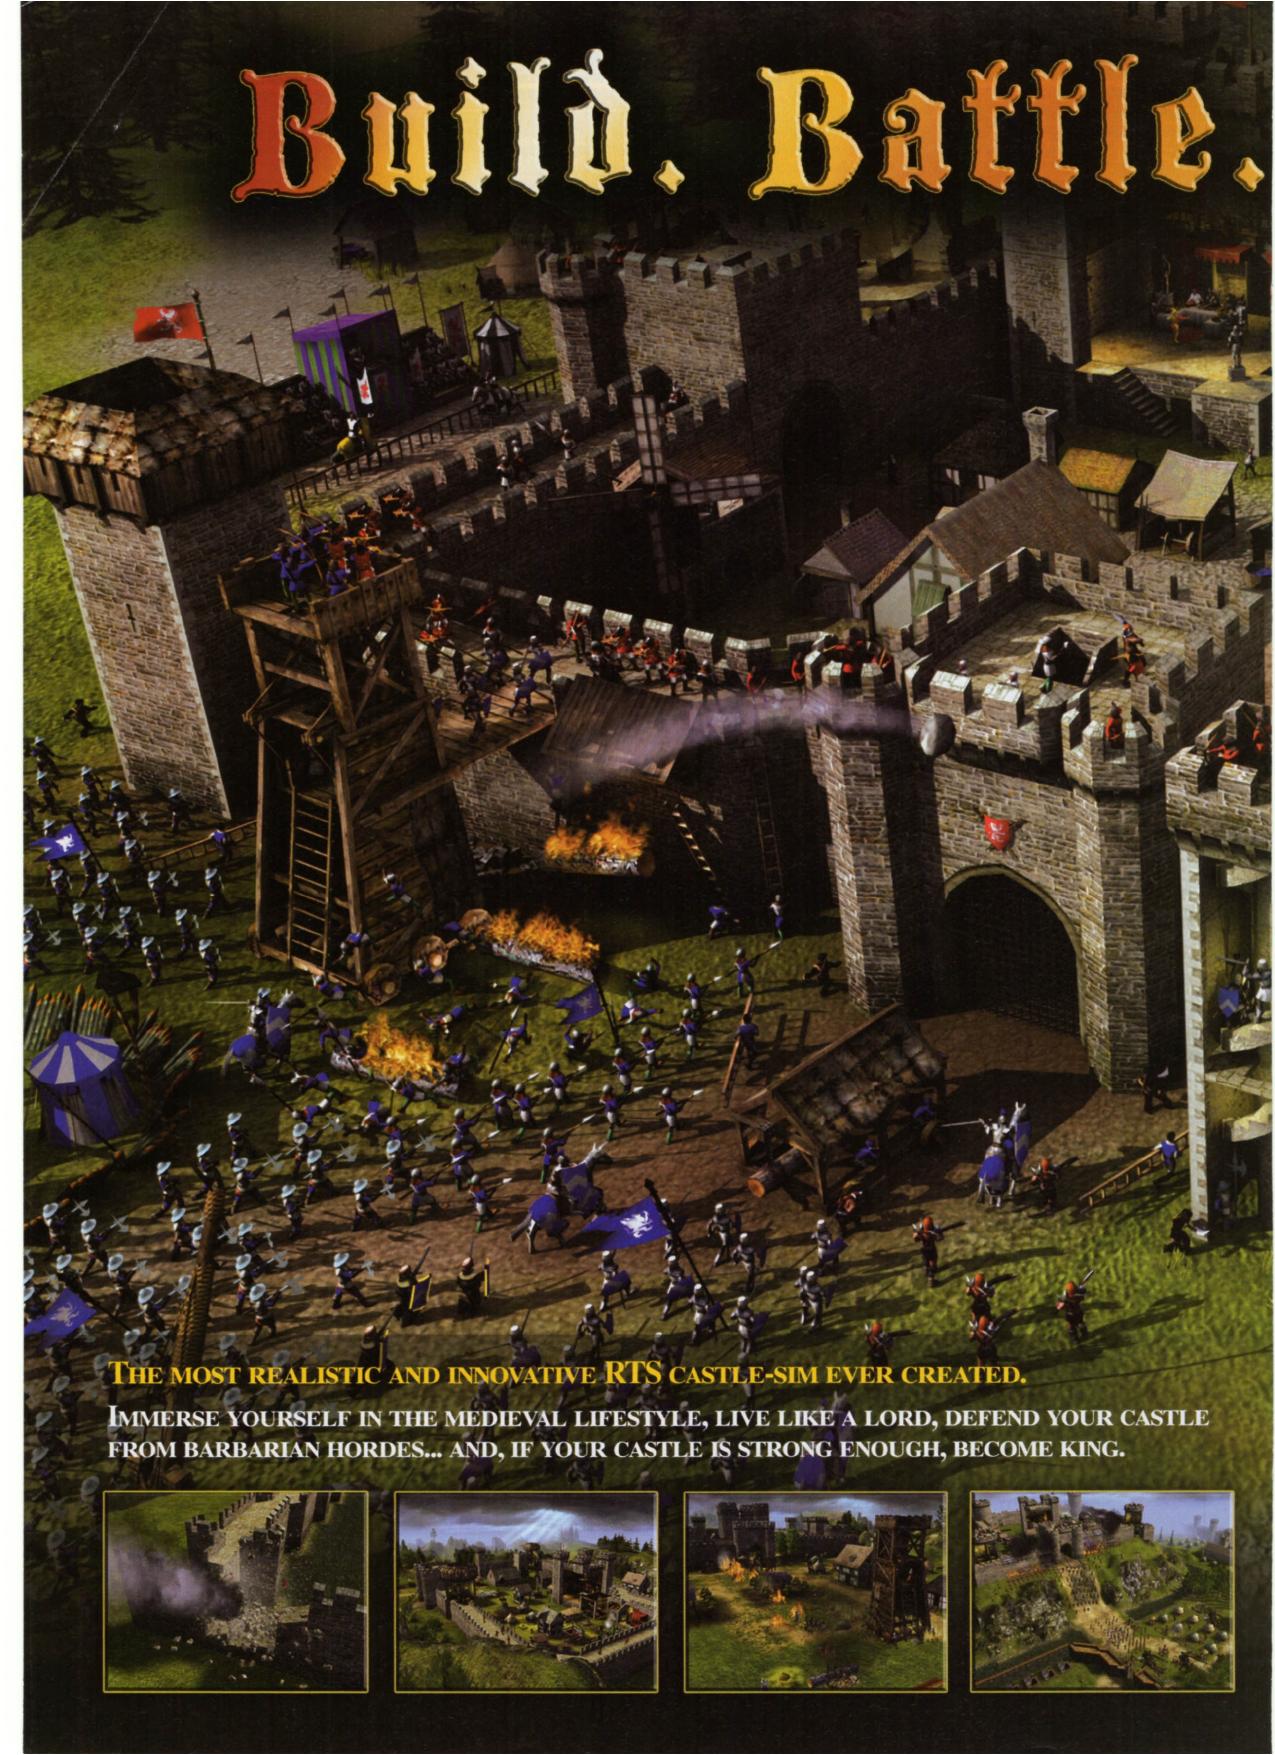 Build. Battle.
The most realistic and innovative RTS castle-sim ever created.
Immerse yourself in the medieval lifestyle, live like a lord, defend your castle
from barbarian hordes... and, if your castle is strong enough, become king.